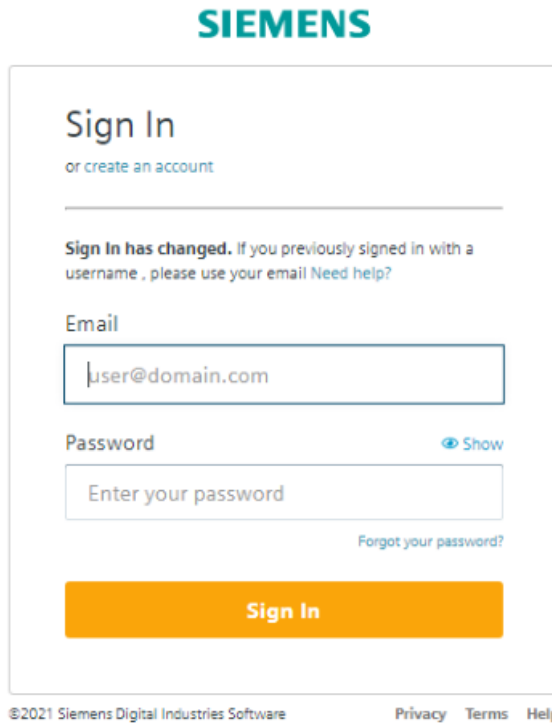 SIEMENS
Sign In
or create an account
Sign In has changed. If you previously signed in with a
username , please use your email Need help?
Email
user@domain.com
Password Show
Enter your password
Forgot your password?
Sign In
©2021 Siemens Digital Industries Software Privacy Terms Help